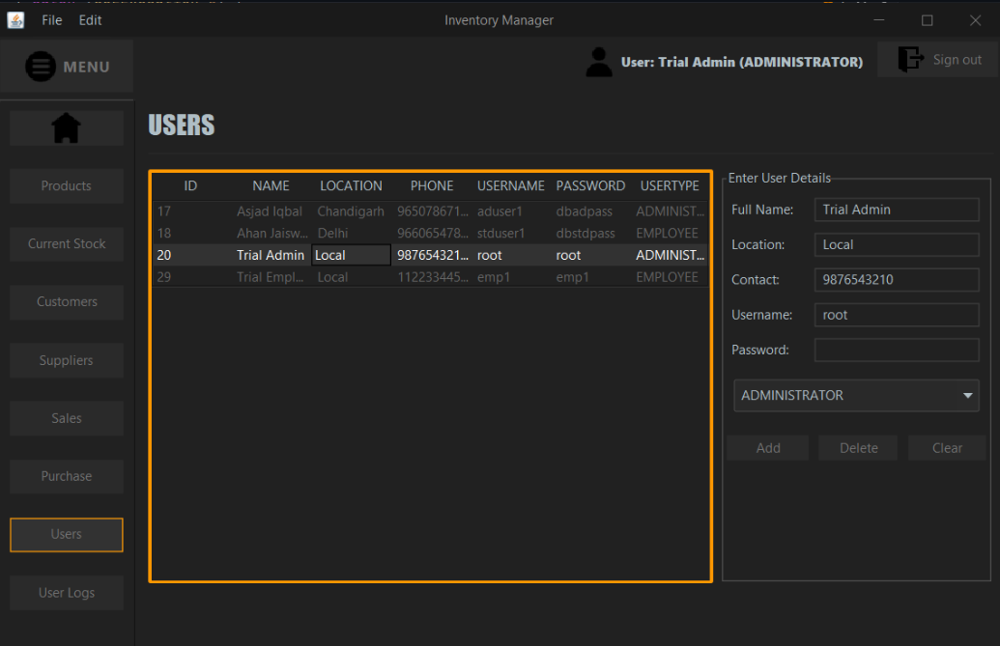 File Edit Inventory Manager
MENU
User: Trial Admin (ADMINISTRATOR)
Sign out
Products
Current Stock
Customers
Suppliers
Sales
Purchase
Users
User Logs
USERS
ID NAME LOCATION PHONE USERNAME PASSWORD USERTYPE
17 Asjad Iqbal Chandigarh 965078671... aduser1 dbadpass ADMINIST...
18 Ahan Jaisw... Delhi 966065478... stduser1 dbstdpass EMPLOYEE
20 Trial Admin Local 987654321... root root ADMINIST...
29 Trial Empl... Local 112233445... emp1 emp1 EMPLOYEE
Enter User Details
Full Name: Trial Admin
Location: Local
Contact: 9876543210
Username: root
Password:
ADMINISTRATOR
Add Delete Clear